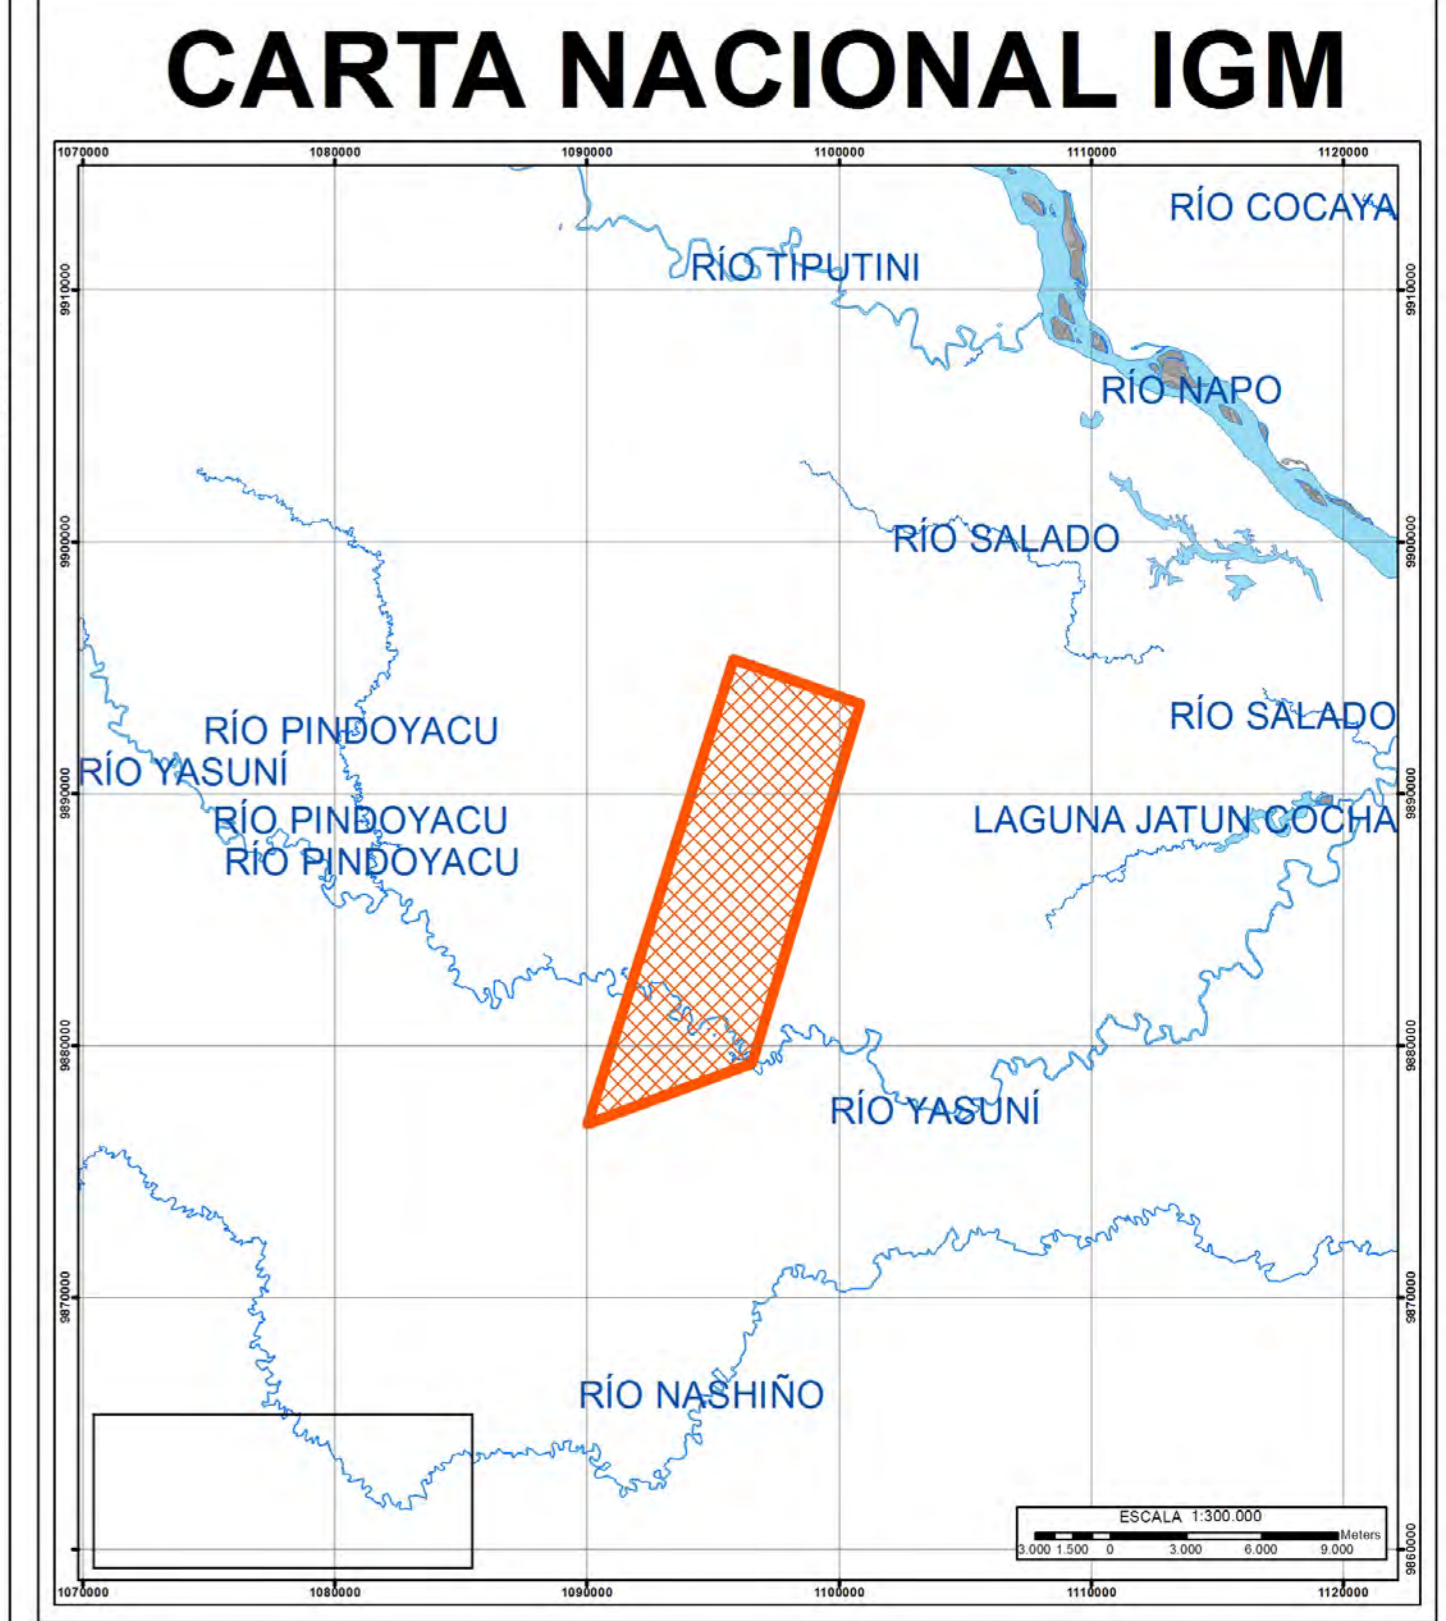 CARTA NACIONAL IGM
1070000 1080000 1090000 1100000 1110000 1120000
RÍO COCAYA
RÍO TIPUTINI
9910000 9910000
RÍO NAPO
RÍO SALADO
9900000 9900000
RÍO SALADO
RÍO PINDOYACU
RÍO YASUNÍ
9890000 9890000
RÍO PINDOYACU
LAGUNA JATUN COCHA
RÍO PINDOYACU
9880000 9880000
RÍO YASUNÍ
9870000 9870000
RÍO NASHIÑO
ESCALA 1:300.000
Meters
3.000 1.500 0 3.000 6.000 9.000
9860000
1070000 1080000 1090000 1100000 1110000 1120000